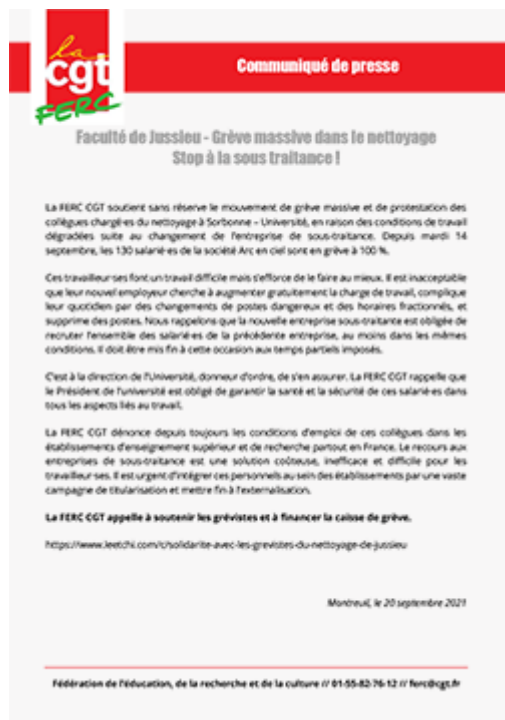 la
cgt
FERC
Communiqué de presse
Faculté de Jussieu - Grève massive dans le nettoyage
Stop à la sous traitance !
La FERC CGT soutient sans réserve le mouvement de grève massive et de protestation des
collègues chargé·es du nettoyage à Sorbonne – Université, en raison des conditions de travail
dégradées suite au changement de l'entreprise de sous-traitance. Depuis mardi 14
septembre, les 130 salarié·es de la société Arc en ciel sont en grève à 100 %.
Ces travailleur·ses font un travail difficile mais s'efforce de le faire au mieux. Il est inacceptable
que leur nouvel employeur cherche à augmenter gratuitement la charge de travail, complique
leur quotidien par des changements de postes dangereux et des horaires fractionnés, et
supprime des postes. Nous rappelons que la nouvelle entreprise sous-traitante est obligée de
recruter l'ensemble des salarié·es de la précédente entreprise, au moins dans les mêmes
conditions. Il doit être mis fin à cette occasion aux temps partiels imposés.
C'est à la direction de l'Université, donneur d'ordre, de s'en assurer. La FERC CGT rappelle que
le Président de l'université est obligé de garantir la santé et la sécurité de ces salarié·es dans
tous les aspects liés au travail.
La FERC CGT dénonce depuis toujours les conditions d'emploi de ces collègues dans les
établissements d'enseignement supérieur et de recherche partout en France. Le recours aux
entreprises de sous-traitance est une solution coûteuse, inefficace et difficile pour les
travailleur·ses. Il est urgent d'intégrer ces personnels au sein des établissements par une vaste
campagne de titularisation et mettre fin à l'externalisation.
La FERC CGT appelle à soutenir les grévistes et à financer la caisse de grève.
https://www.leetchi.com/c/solidarite-avec-les-grevistes-du-nettoyage-de-jussieu
Montreuil, le 20 septembre 2021
Fédération de l'éducation, de la recherche et de la culture // 01-55-82-76-12 // ferc@cgt.fr